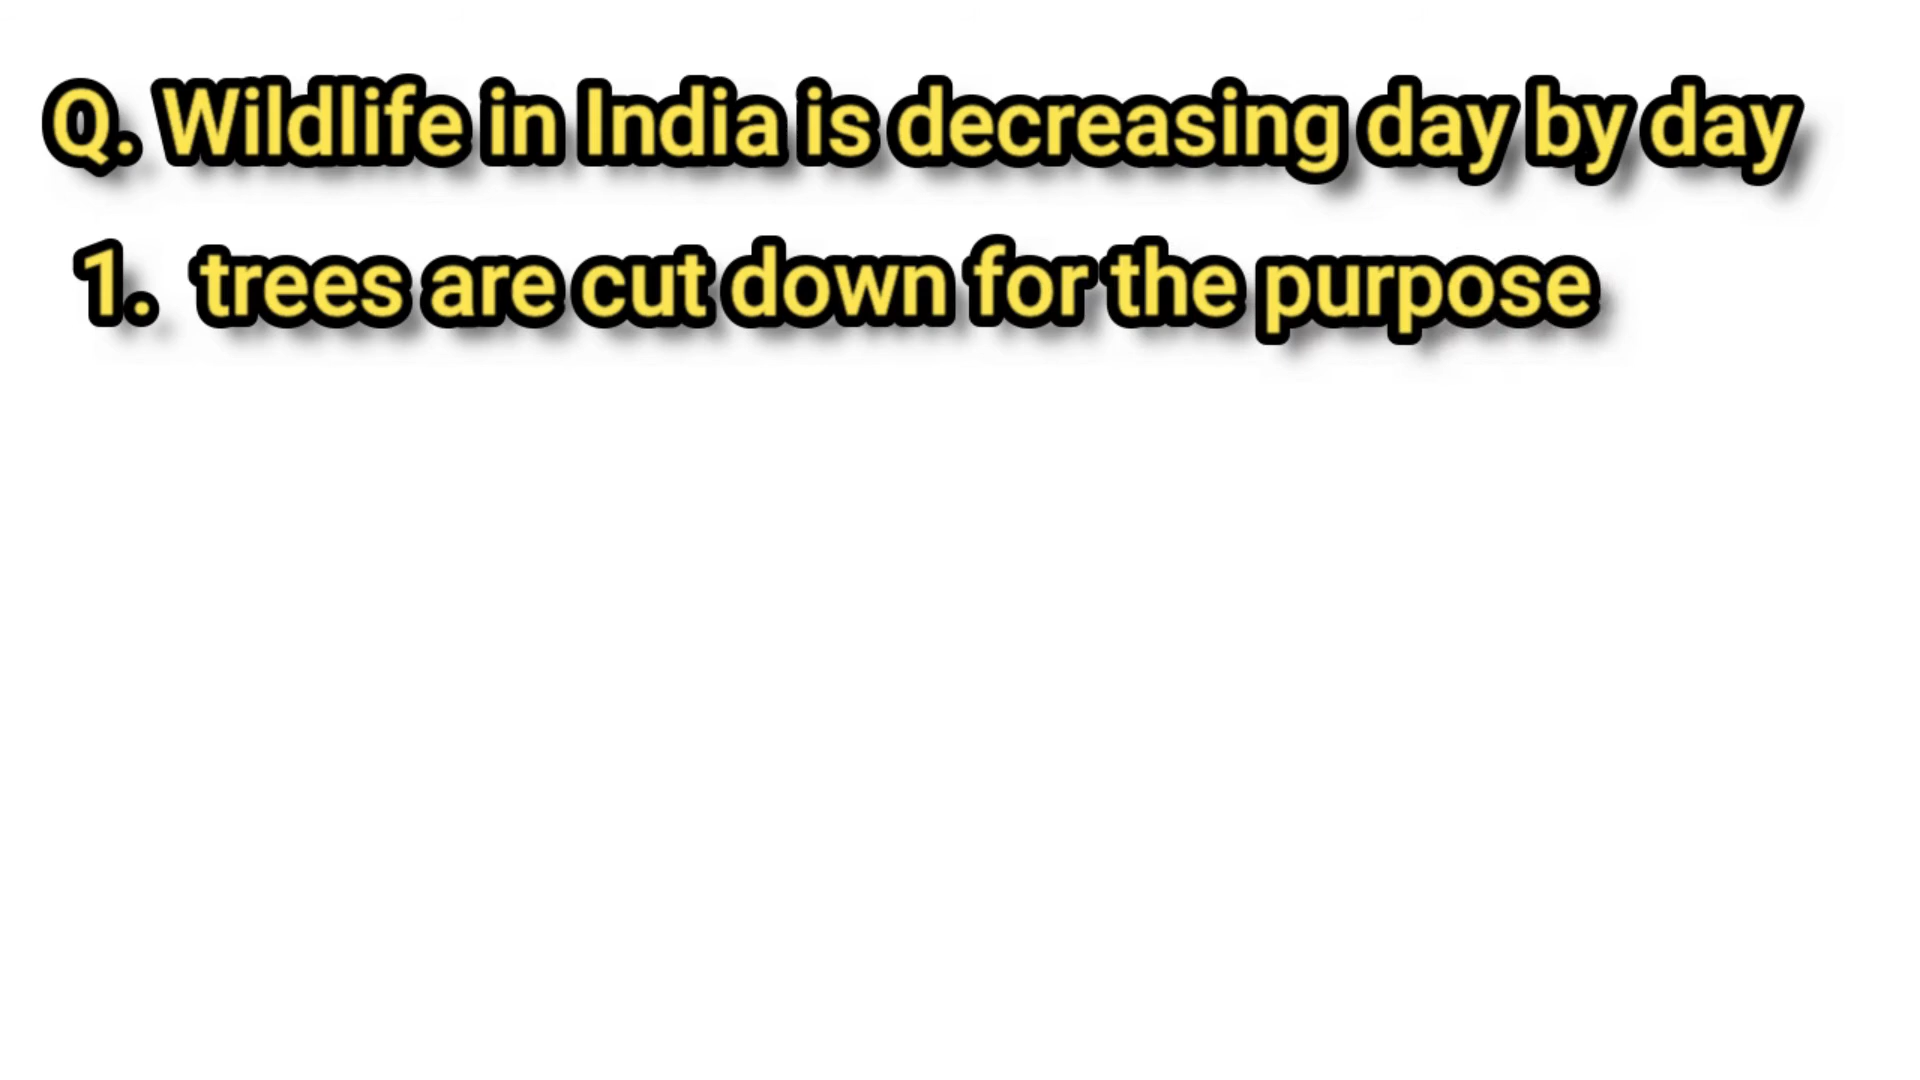 Q. Wildlife in India is decreasing day by day
1. trees are cut down for the purpose